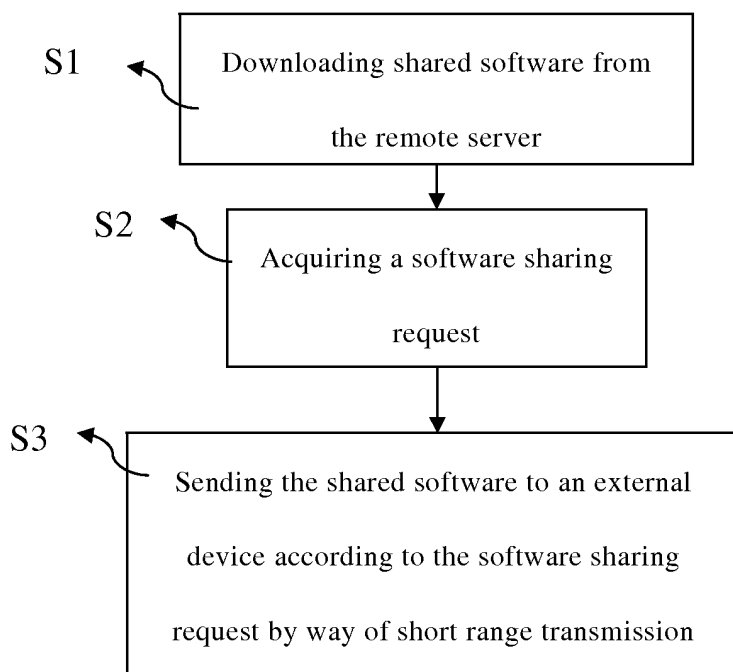 S1
Downloading shared software from
the remote server
S2
Acquiring a software sharing
request
S3
Sending the shared software to an external
device according to the software sharing
request by way of short range transmission